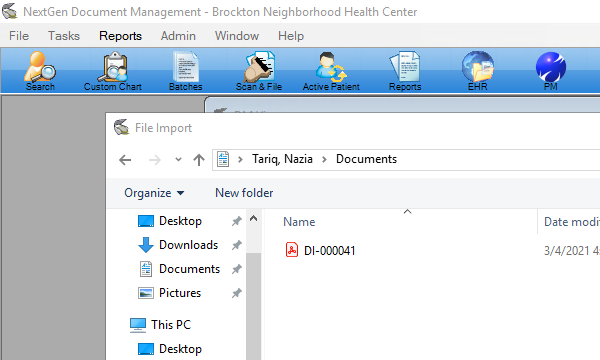 NextGen Document Management - Brockton Neighborhood Health Center
File Tasks Reports Admin Window Help
Search Custom Chart Batches Scan & File Active Patient Reports EHR PM
File Import
Tariq, Nazia > Documents
Organize New folder
Name Date modi
Desktop
Downloads
DI-000041 3/4/2021
Documents
Pictures
This PC
Desktop